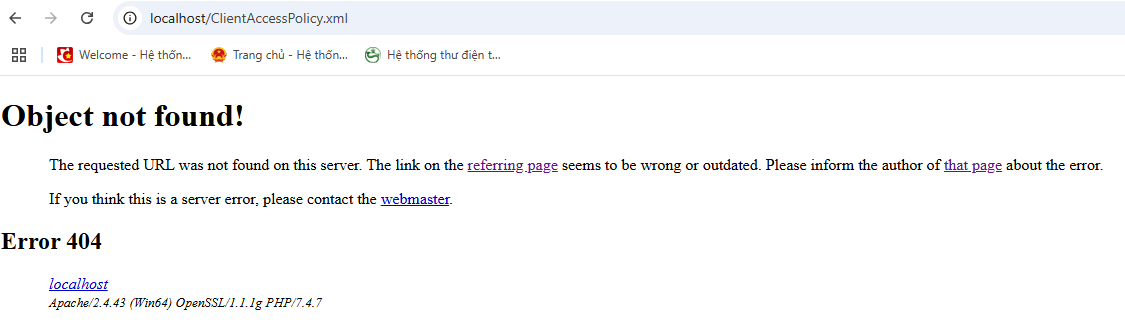 localhost/ClientAccessPolicy.xml
Welcome - Hệ thốn... Trang chủ - Hệ thốn... Hệ thống thư điện t...
Object not found!
The requested URL was not found on this server. The link on the referring page seems to be wrong or outdated. Please inform the author of that page about the error.
If you think this is a server error, please contact the webmaster.
Error 404
localhost
Apache/2.4.43 (Win64) OpenSSL/1.1.1g PHP/7.4.7